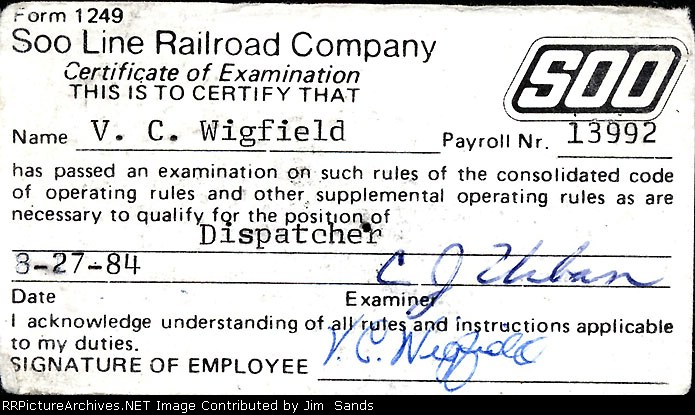 Form 1249
Soo Line Railroad Company
SOO
Certificate of Examination
THIS IS TO CERTIFY THAT
Name V. C. Wigfield Payroll Nr. 13992
has passed an examination on such rules of the consolidated code
of operating rules and other supplemental operating rules as are
necessary to qualify for the position of
Dispatcher
8-27-84 C J Urban
Date Examiner
I acknowledge understanding of all rules and instructions applicable
to my duties.
SIGNATURE OF EMPLOYEE V. C. Wigfield
RRPictureArchives.NET Image Contributed by Jim Sands